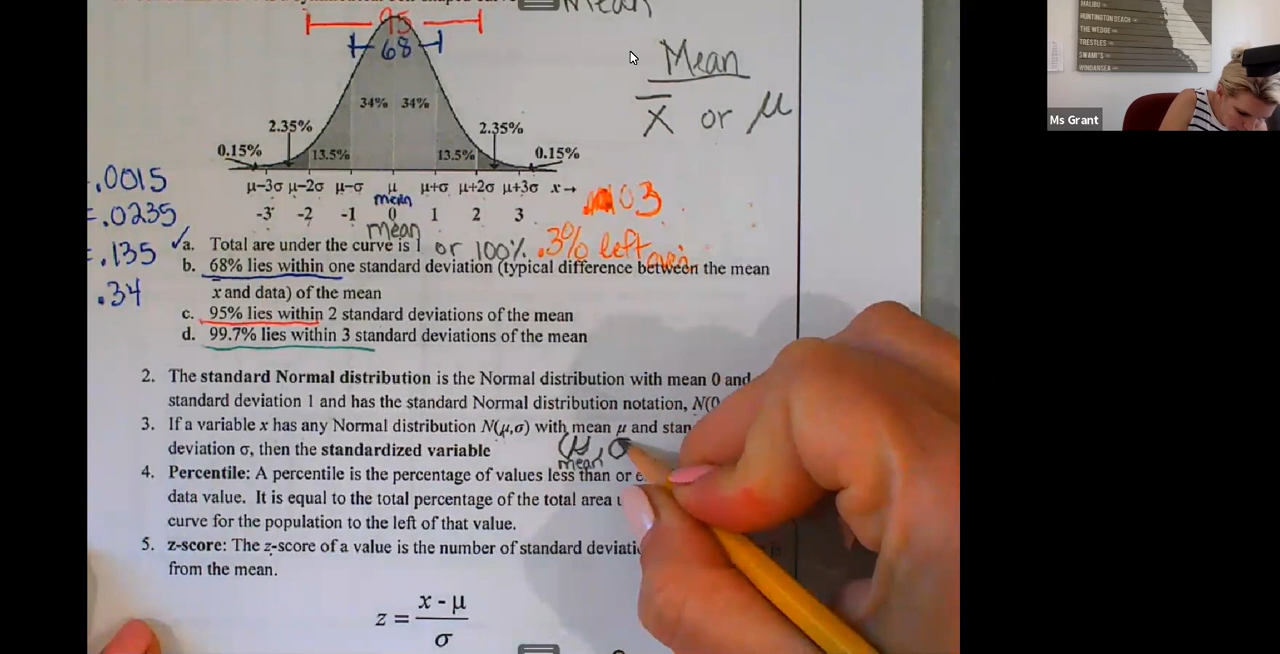 Mean
95
68
Mean
x̄ or μ
34% 34%
2.35% 2.35%
0.15% 13.5% 13.5% 0.15%
μ−3σ μ−2σ μ−σ μ μ+σ μ+2σ μ+3σ x→
mean
-3 -2 -1 0 1 2 3
mean
.0015
=.0235
=.135
.34
03
✓a. Total are under the curve is 1 or 100% .3% left over
b. 68% lies within one standard deviation (typical difference between the mean
x̄ and data) of the mean
c. 95% lies within 2 standard deviations of the mean
d. 99.7% lies within 3 standard deviations of the mean
2. The standard Normal distribution is the Normal distribution with mean 0 and
standard deviation 1 and has the standard Normal distribution notation, N(0
3. If a variable x has any Normal distribution N(μ,σ) with mean μ and stan
deviation σ, then the standardized variable (μ, σ
mean
4. Percentile: A percentile is the percentage of values less than or e
data value. It is equal to the total percentage of the total area
curve for the population to the left of that value.
5. z-score: The z-score of a value is the number of standard deviati
from the mean.
z = x - μ
σ
MALIBU
HUNTINGTON BEACH
THE WEDGE
TRESTLES
SWAMI'S
WINDANSEA
Ms Grant